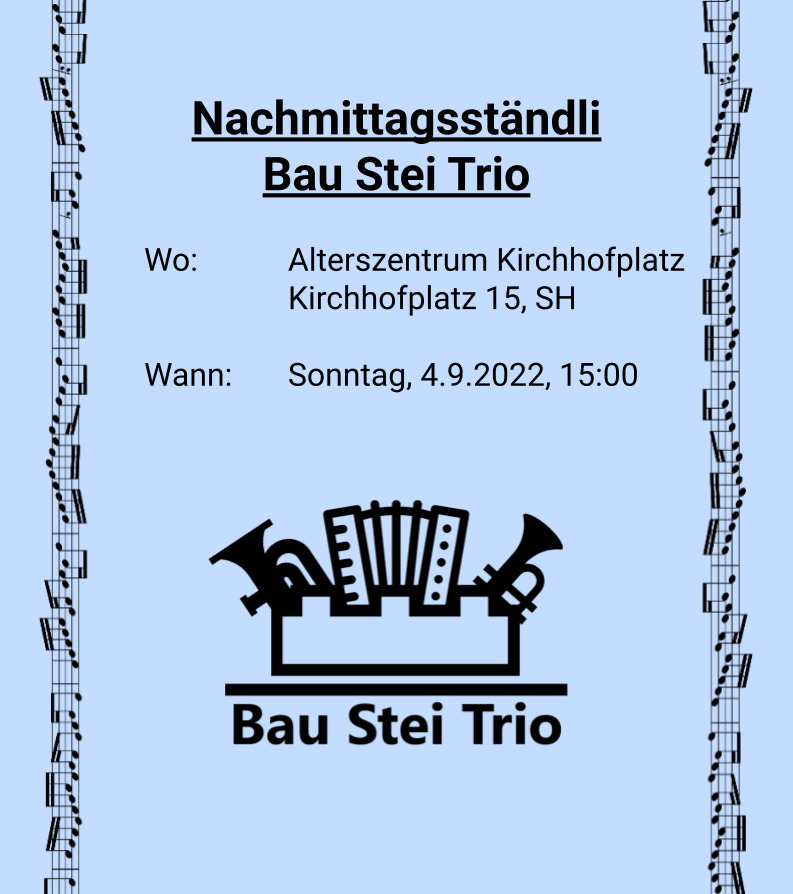 Nachmittagsständli
Bau Stei Trio
Wo: Alterszentrum Kirchhofplatz
Kirchhofplatz 15, SH
Wann: Sonntag, 4.9.2022, 15:00
Bau Stei Trio